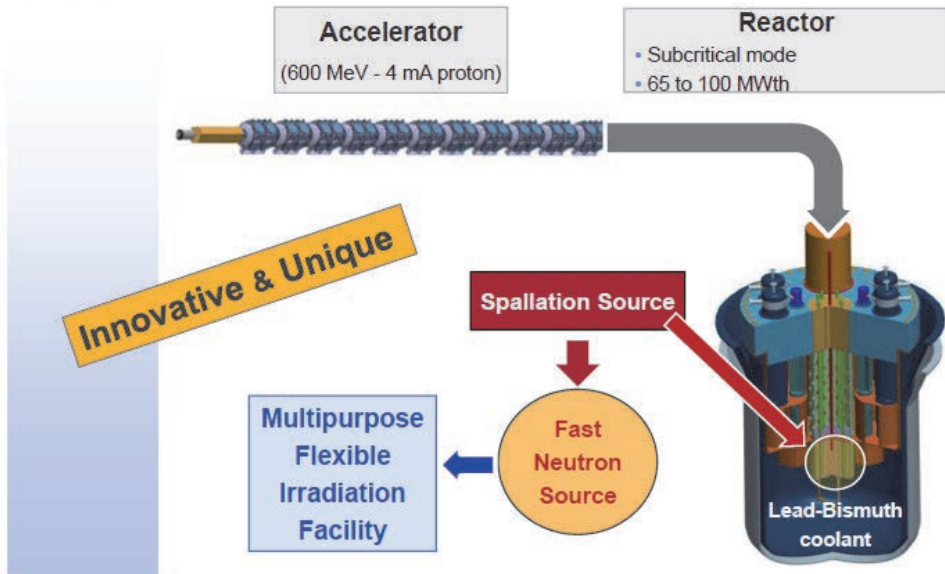 Accelerator
(600 MeV - 4 mA proton)
Reactor
• Subcritical mode
• 65 to 100 MWth
Innovative & Unique
Spallation Source
Multipurpose
Flexible
Irradiation
Facility
Fast
Neutron
Source
Lead-Bismuth
coolant